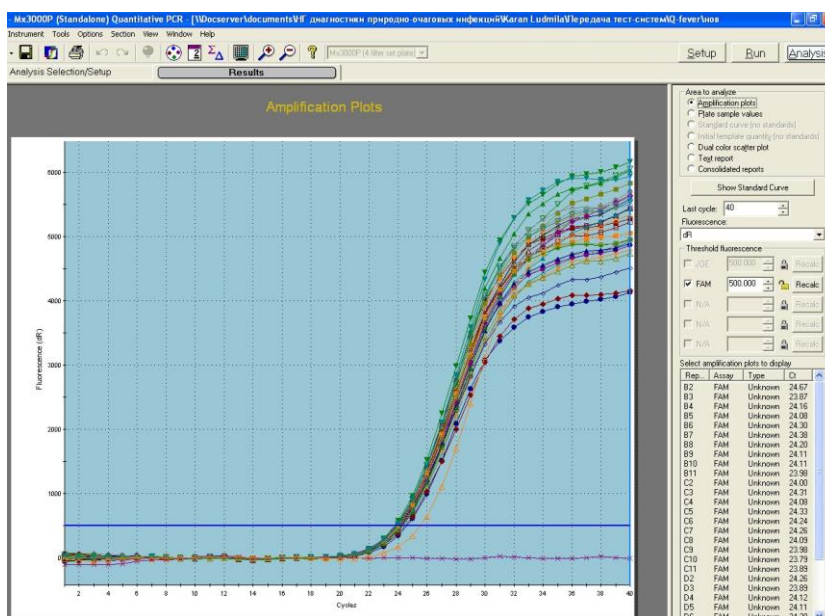 Mx3000P (Standalone) Quantitative PCR - [\\Docserver\documents\НГ диагностики природно-очаговых инфекций\Karan Ludmila\Передача тест-систем\Q-fever\нов
Instrument Tools Options Section View Window Help
Mx3000P (4 filter set plate)
Setup Run Analysis
Analysis Selection/Setup Results
Amplification Plots
6000
5000
4000
3000
2000
1000
0
Fluorescence (dR)
2 4 6 8 10 12 14 16 18 20 22 24 26 28 30 32 34 36 38 40
Cycles
Area to analyze
Amplification plots
Plate sample values
Standard curve (no standards)
Initial template quantity (no standards)
Dual color scatter plot
Text report
Consolidated reports
Show Standard Curve
Last cycle: 40
Fluorescence:
dR
Threshold fluorescence
JOE 500.000 Recalc
FAM 500.000 Recalc
N/A Recalc
N/A Recalc
N/A Recalc
Select amplification plots to display
Rep... Assay Type Ct
B2 FAM Unknown 24.67
B3 FAM Unknown 23.87
B4 FAM Unknown 24.16
B5 FAM Unknown 24.08
B6 FAM Unknown 24.30
B7 FAM Unknown 24.38
B8 FAM Unknown 24.20
B9 FAM Unknown 24.11
B10 FAM Unknown 24.11
B11 FAM Unknown 23.98
C2 FAM Unknown 24.00
C3 FAM Unknown 24.31
C4 FAM Unknown 24.08
C5 FAM Unknown 24.33
C6 FAM Unknown 24.24
C7 FAM Unknown 24.26
C8 FAM Unknown 24.09
C9 FAM Unknown 23.98
C10 FAM Unknown 23.79
C11 FAM Unknown 23.89
D2 FAM Unknown 24.26
D3 FAM Unknown 23.89
D4 FAM Unknown 24.12
D5 FAM Unknown 24.11